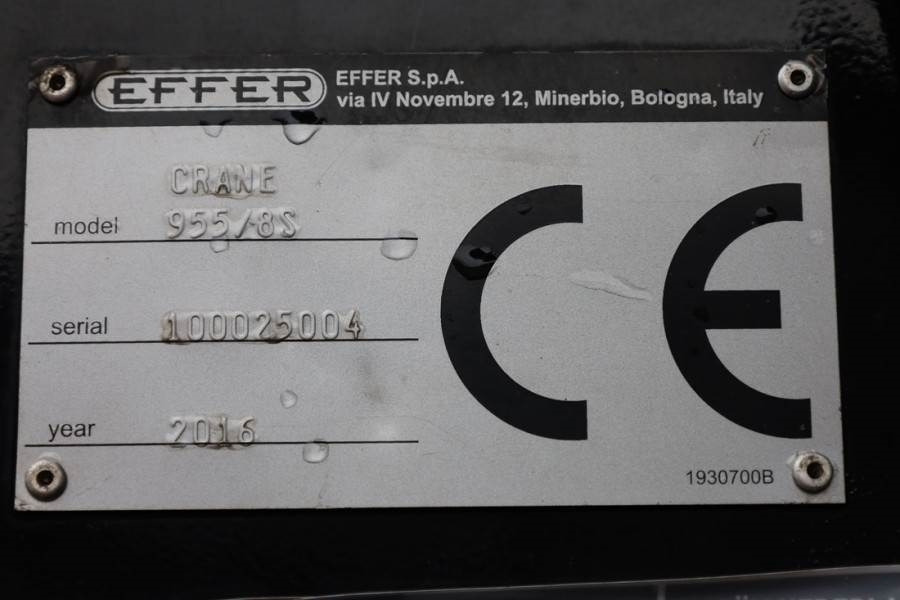 EFFER
EFFER S.p.A.
via IV Novembre 12, Minerbio, Bologna, Italy
CRANE
model 955/8S
serial 100025004
year 2016
CE
1930700B